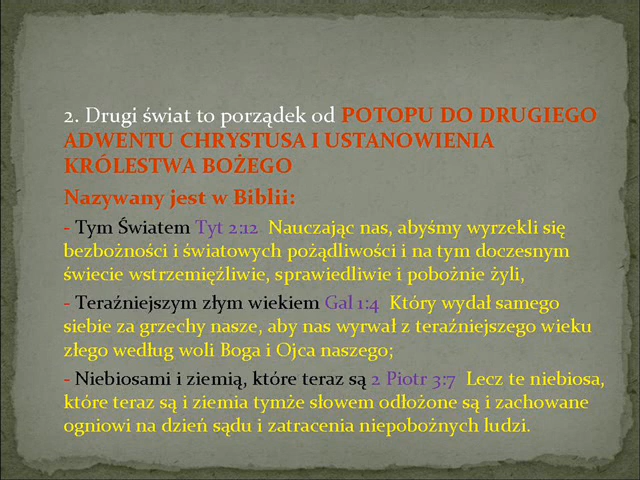 2. Drugi świat to porządek od POTOPU DO DRUGIEGO
ADWENTU CHRYSTUSA I USTANOWIENIA
KRÓLESTWA BOŻEGO
Nazywany jest w Biblii:
- Tym Światem Tyt 2:12 Nauczając nas, abyśmy wyrzekli się
bezbożności i światowych pożądliwości i na tym doczesnym
świecie wstrzemięźliwie, sprawiedliwie i pobożnie żyli,
- Teraźniejszym złym wiekiem Gal 1:4 Który wydał samego
siebie za grzechy nasze, aby nas wyrwał z teraźniejszego wieku
złego według woli Boga i Ojca naszego;
- Niebiosami i ziemią, które teraz są 2 Piotr 3:7 Lecz te niebiosa,
które teraz są i ziemia tymże słowem odłożone są i zachowane
ogniowi na dzień sądu i zatracenia niepobożnych ludzi.